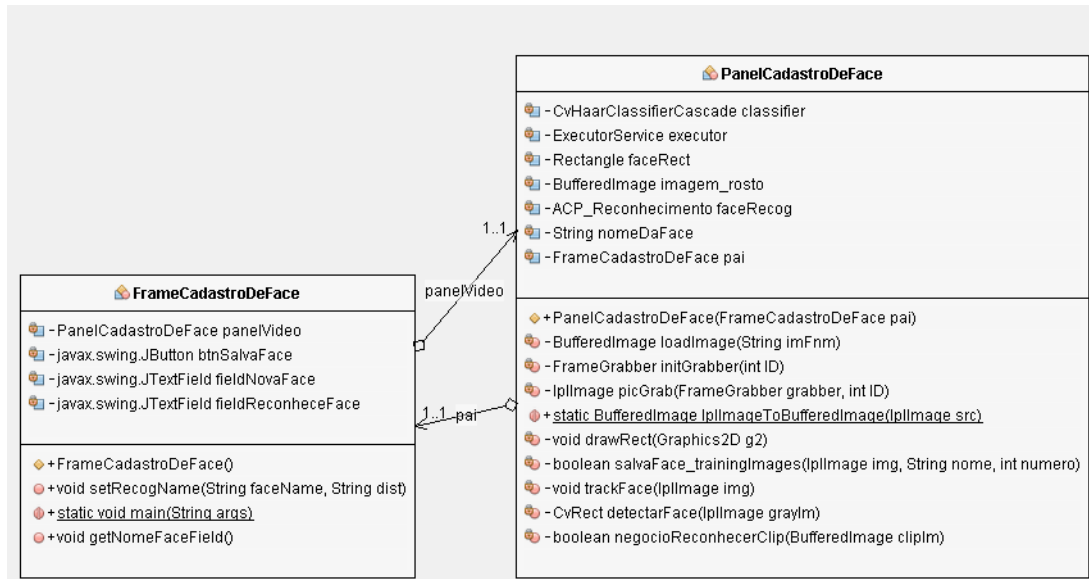 PanelCadastroDeFace
-CvHaarClassifierCascade classifier
-ExecutorService executor
-Rectangle faceRect
-BufferedImage imagem_rosto
-ACP_Reconhecimento faceRecog
-String nomeDaFace
-FrameCadastroDeFace pai
+PanelCadastroDeFace(FrameCadastroDeFace pai)
-BufferedImage loadImage(String imFnm)
-FrameGrabber initGrabber(int ID)
-IplImage picGrab(FrameGrabber grabber, int ID)
+static BufferedImage IplImageToBufferedImage(IplImage src)
-void drawRect(Graphics2D g2)
-boolean salvaFace_trainingImages(IplImage img, String nome, int numero)
-void trackFace(IplImage img)
-CvRect detectarFace(IplImage grayIm)
-boolean negocioReconhecerClip(BufferedImage clipIm)
1..1
panelVideo
1..1 pai
FrameCadastroDeFace
-PanelCadastroDeFace panelVideo
-javax.swing.JButton btnSalvaFace
-javax.swing.JTextField fieldNovaFace
-javax.swing.JTextField fieldReconheceFace
+FrameCadastroDeFace()
+void setRecogName(String faceName, String dist)
+static void main(String args)
+void getNomeFaceField()